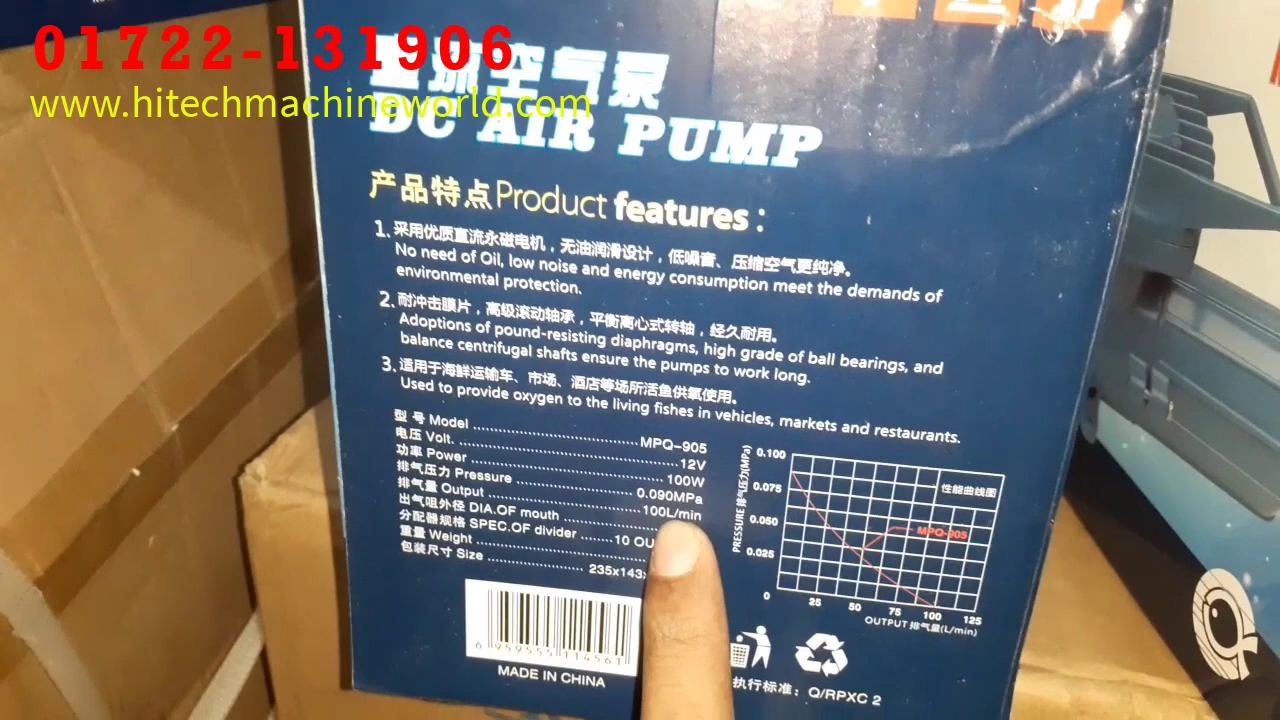 01722-131906
www.hitechmachineworld.com
空气泵
DC AIR PUMP
产品特点Product features:
1. 采用优质直流永磁电机,无油润滑设计,低噪音、压缩空气更纯净。
No need of Oil, low noise and energy consumption meet the demands of
environmental protection.
2. 耐冲击膜片,高级滚动轴承,平衡离心式转轴,经久耐用。
Adoptions of pound-resisting diaphragms, high grade of ball bearings, and
balance centrifugal shafts ensure the pumps to work long.
3. 适用于海鲜运输车、市场、酒店等场所活鱼供氧使用。
Used to provide oxygen to the living fishes in vehicles, markets and restaurants.
型号 Model MPQ-905
电压 Volt. 12V
功率 Power 100W
排气压力 Pressure 0.090MPa
排气量 Output 100L/min
出气咀外径 DIA.OF mouth
分配器规格 SPEC.OF divider 10
重量 Weight
包装尺寸 Size 235x143
PRESSURE 排气压力(MPa)
0.100
0.075
0.050
0.025
0
性能曲线图
MPQ-905
25 50 75 100 125
OUTPUT 排气量(L/min)
6 959555 114561
MADE IN CHINA
执行标准: Q/RPXC 2